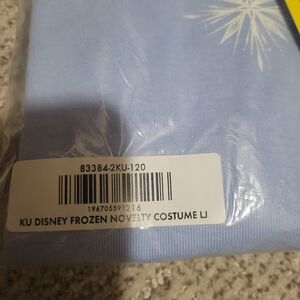 83384-2KU-120
196705591216
KU DISNEY FROZEN NOVELTY COSTUME LJ